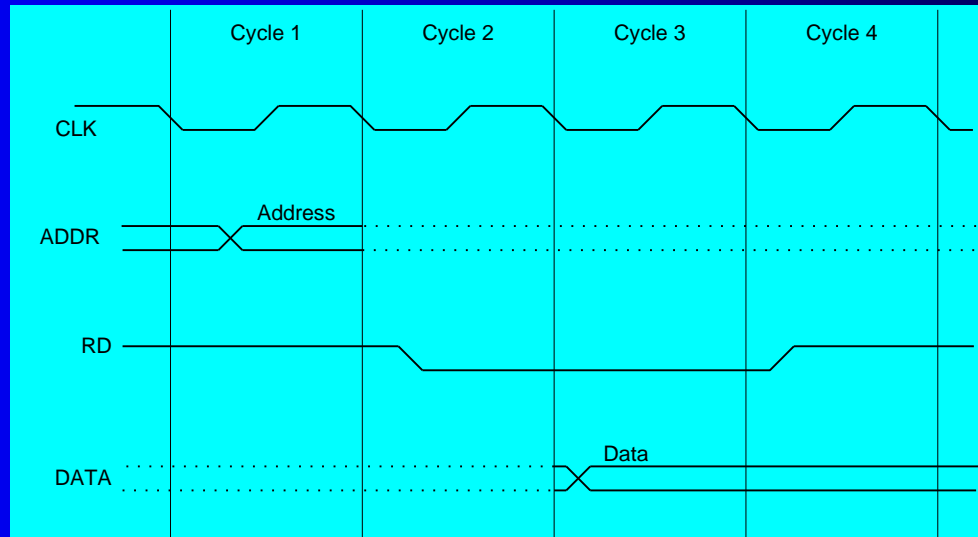 Cycle 1 Cycle 2 Cycle 3 Cycle 4
CLK
Address
ADDR
RD
Data
DATA